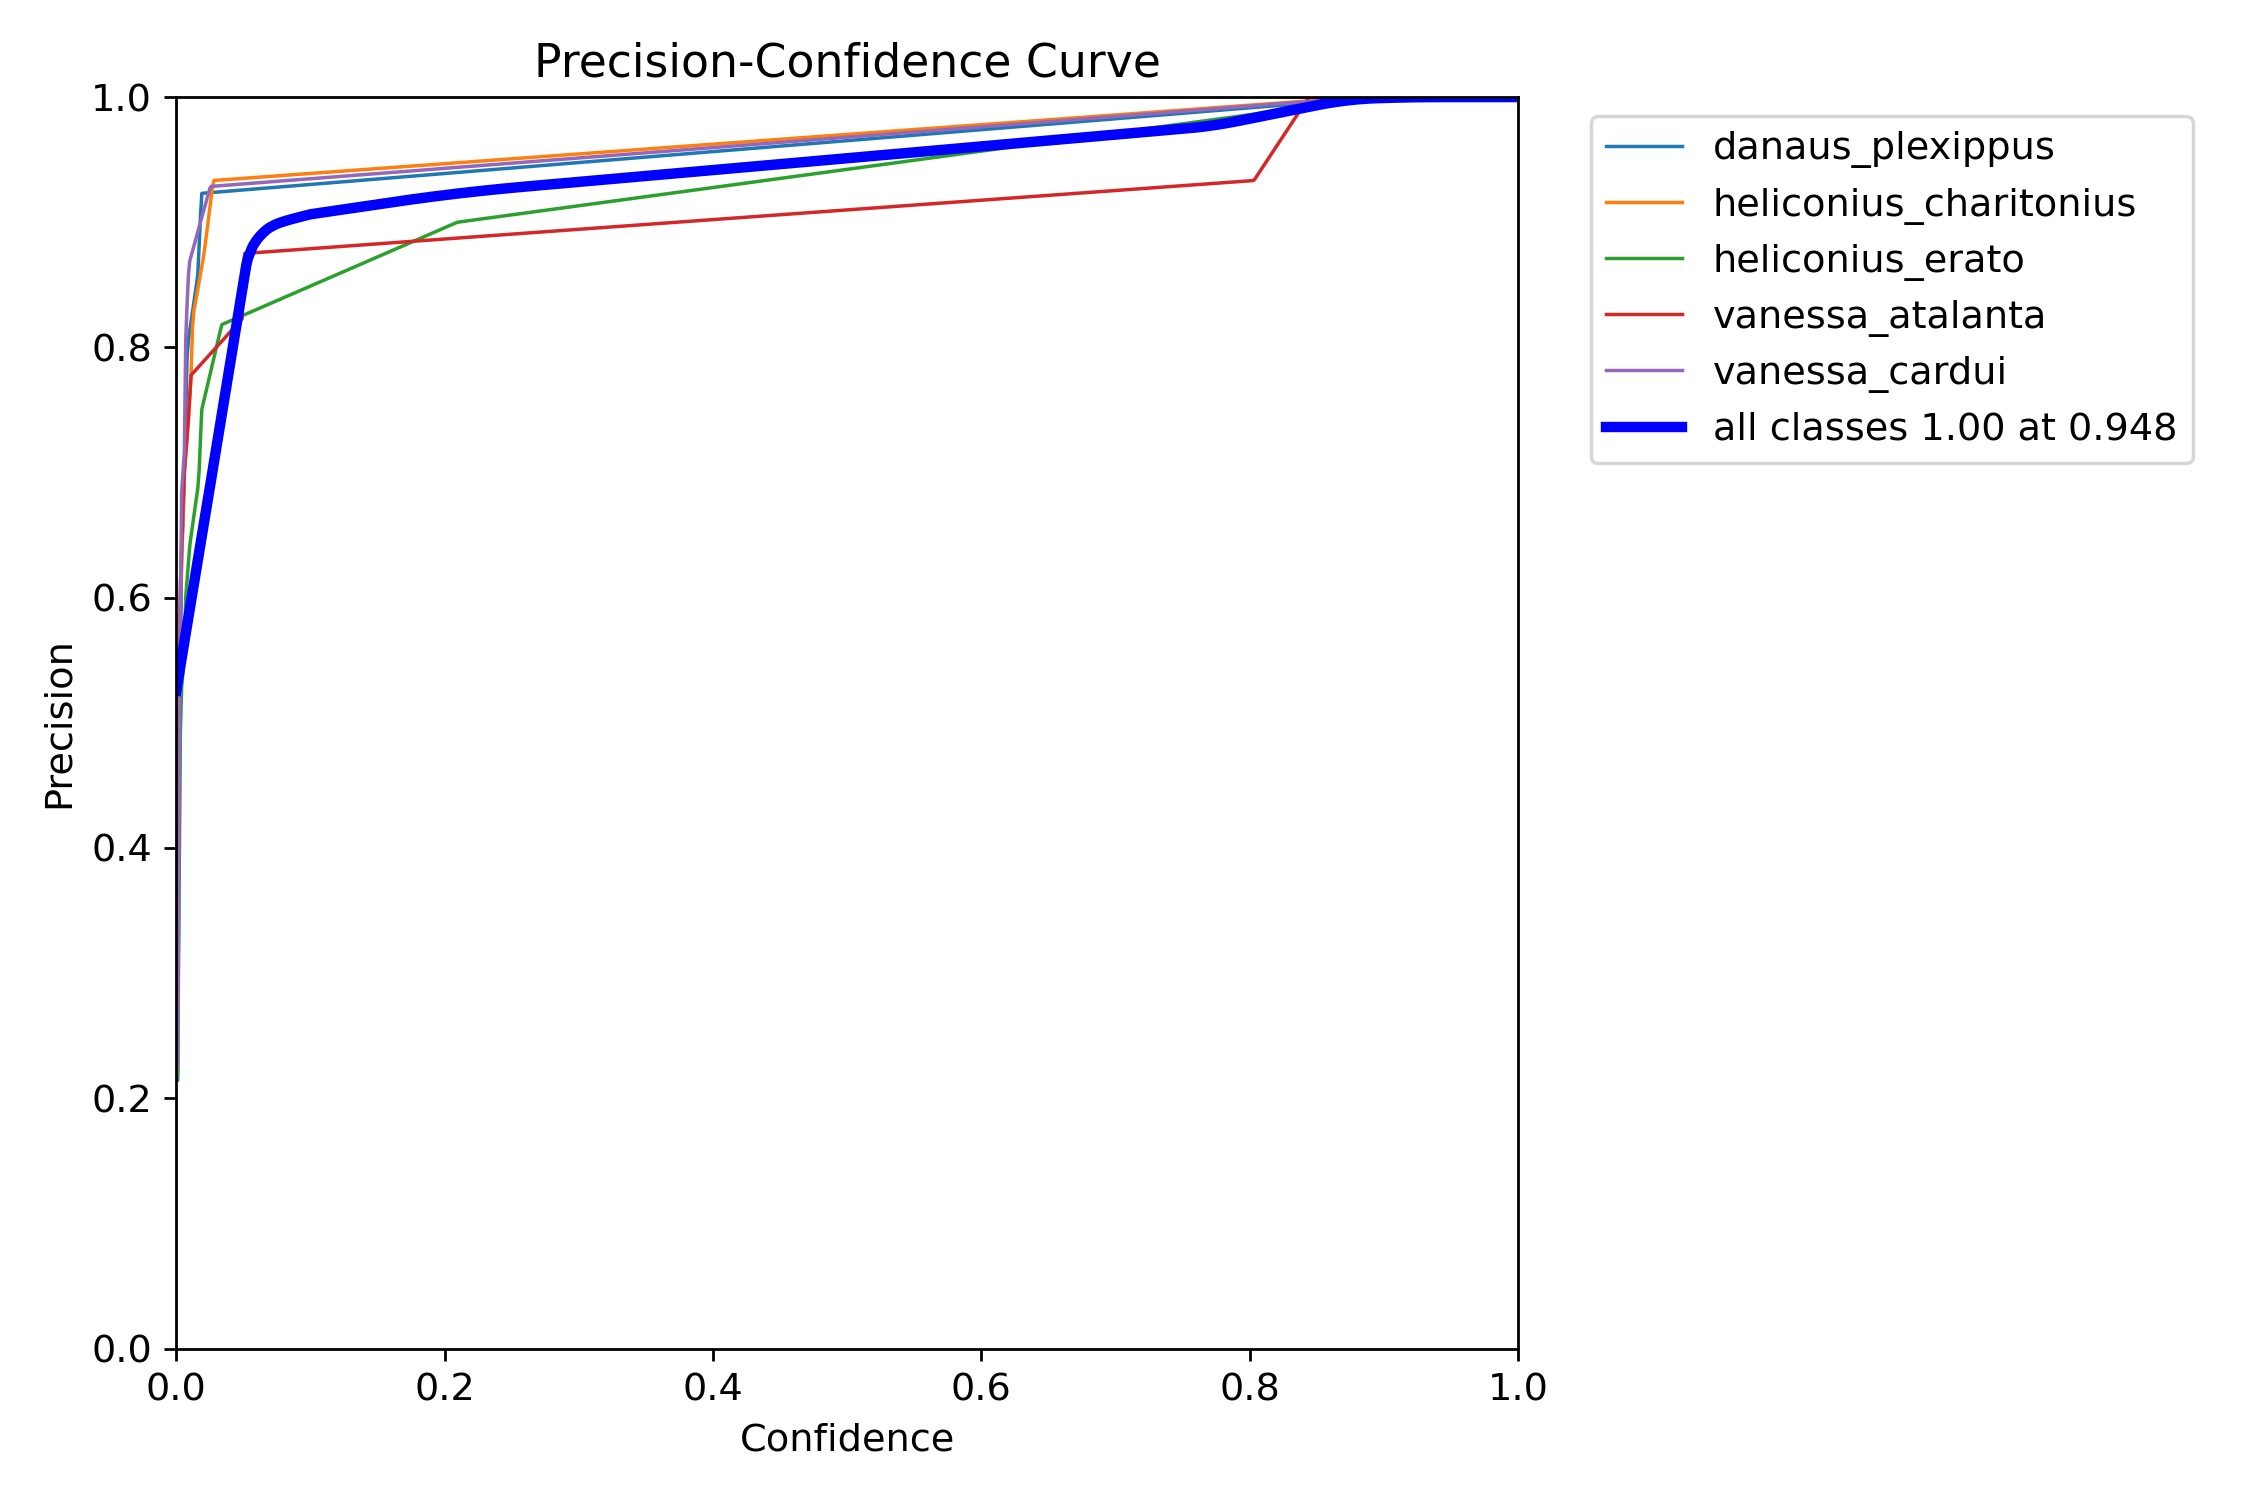 Precision-Confidence Curve
1.0
0.8
0.6
0.4
0.2
0.0
Precision
0.0 0.2 0.4 0.6 0.8 1.0
Confidence
danaus_plexippus
heliconius_charitonius
heliconius_erato
vanessa_atalanta
vanessa_cardui
all classes 1.00 at 0.948